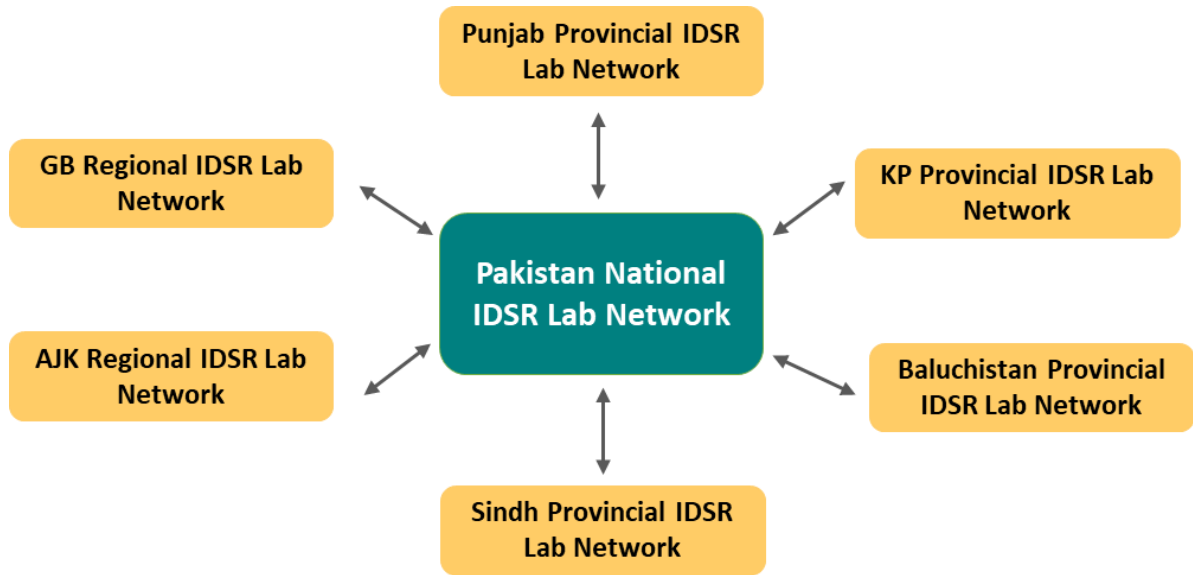 Punjab Provincial IDSR
Lab Network
GB Regional IDSR Lab
Network
KP Provincial IDSR Lab
Network
Pakistan National
IDSR Lab Network
AJK Regional IDSR Lab
Network
Baluchistan Provincial
IDSR Lab Network
Sindh Provincial IDSR
Lab Network